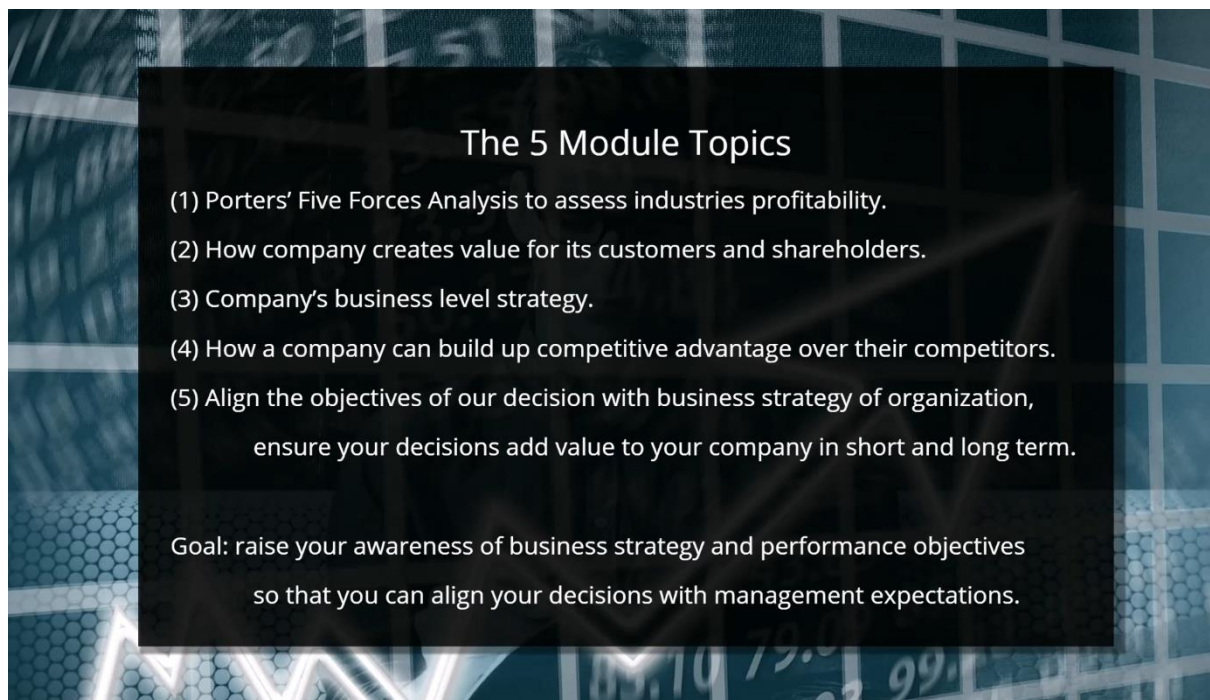 The 5 Module Topics
(1) Porters’ Five Forces Analysis to assess industries profitability.
(2) How company creates value for its customers and shareholders.
(3) Company’s business level strategy.
(4) How a company can build up competitive advantage over their competitors.
(5) Align the objectives of our decision with business strategy of organization,
ensure your decisions add value to your company in short and long term.
Goal: raise your awareness of business strategy and performance objectives
so that you can align your decisions with management expectations.